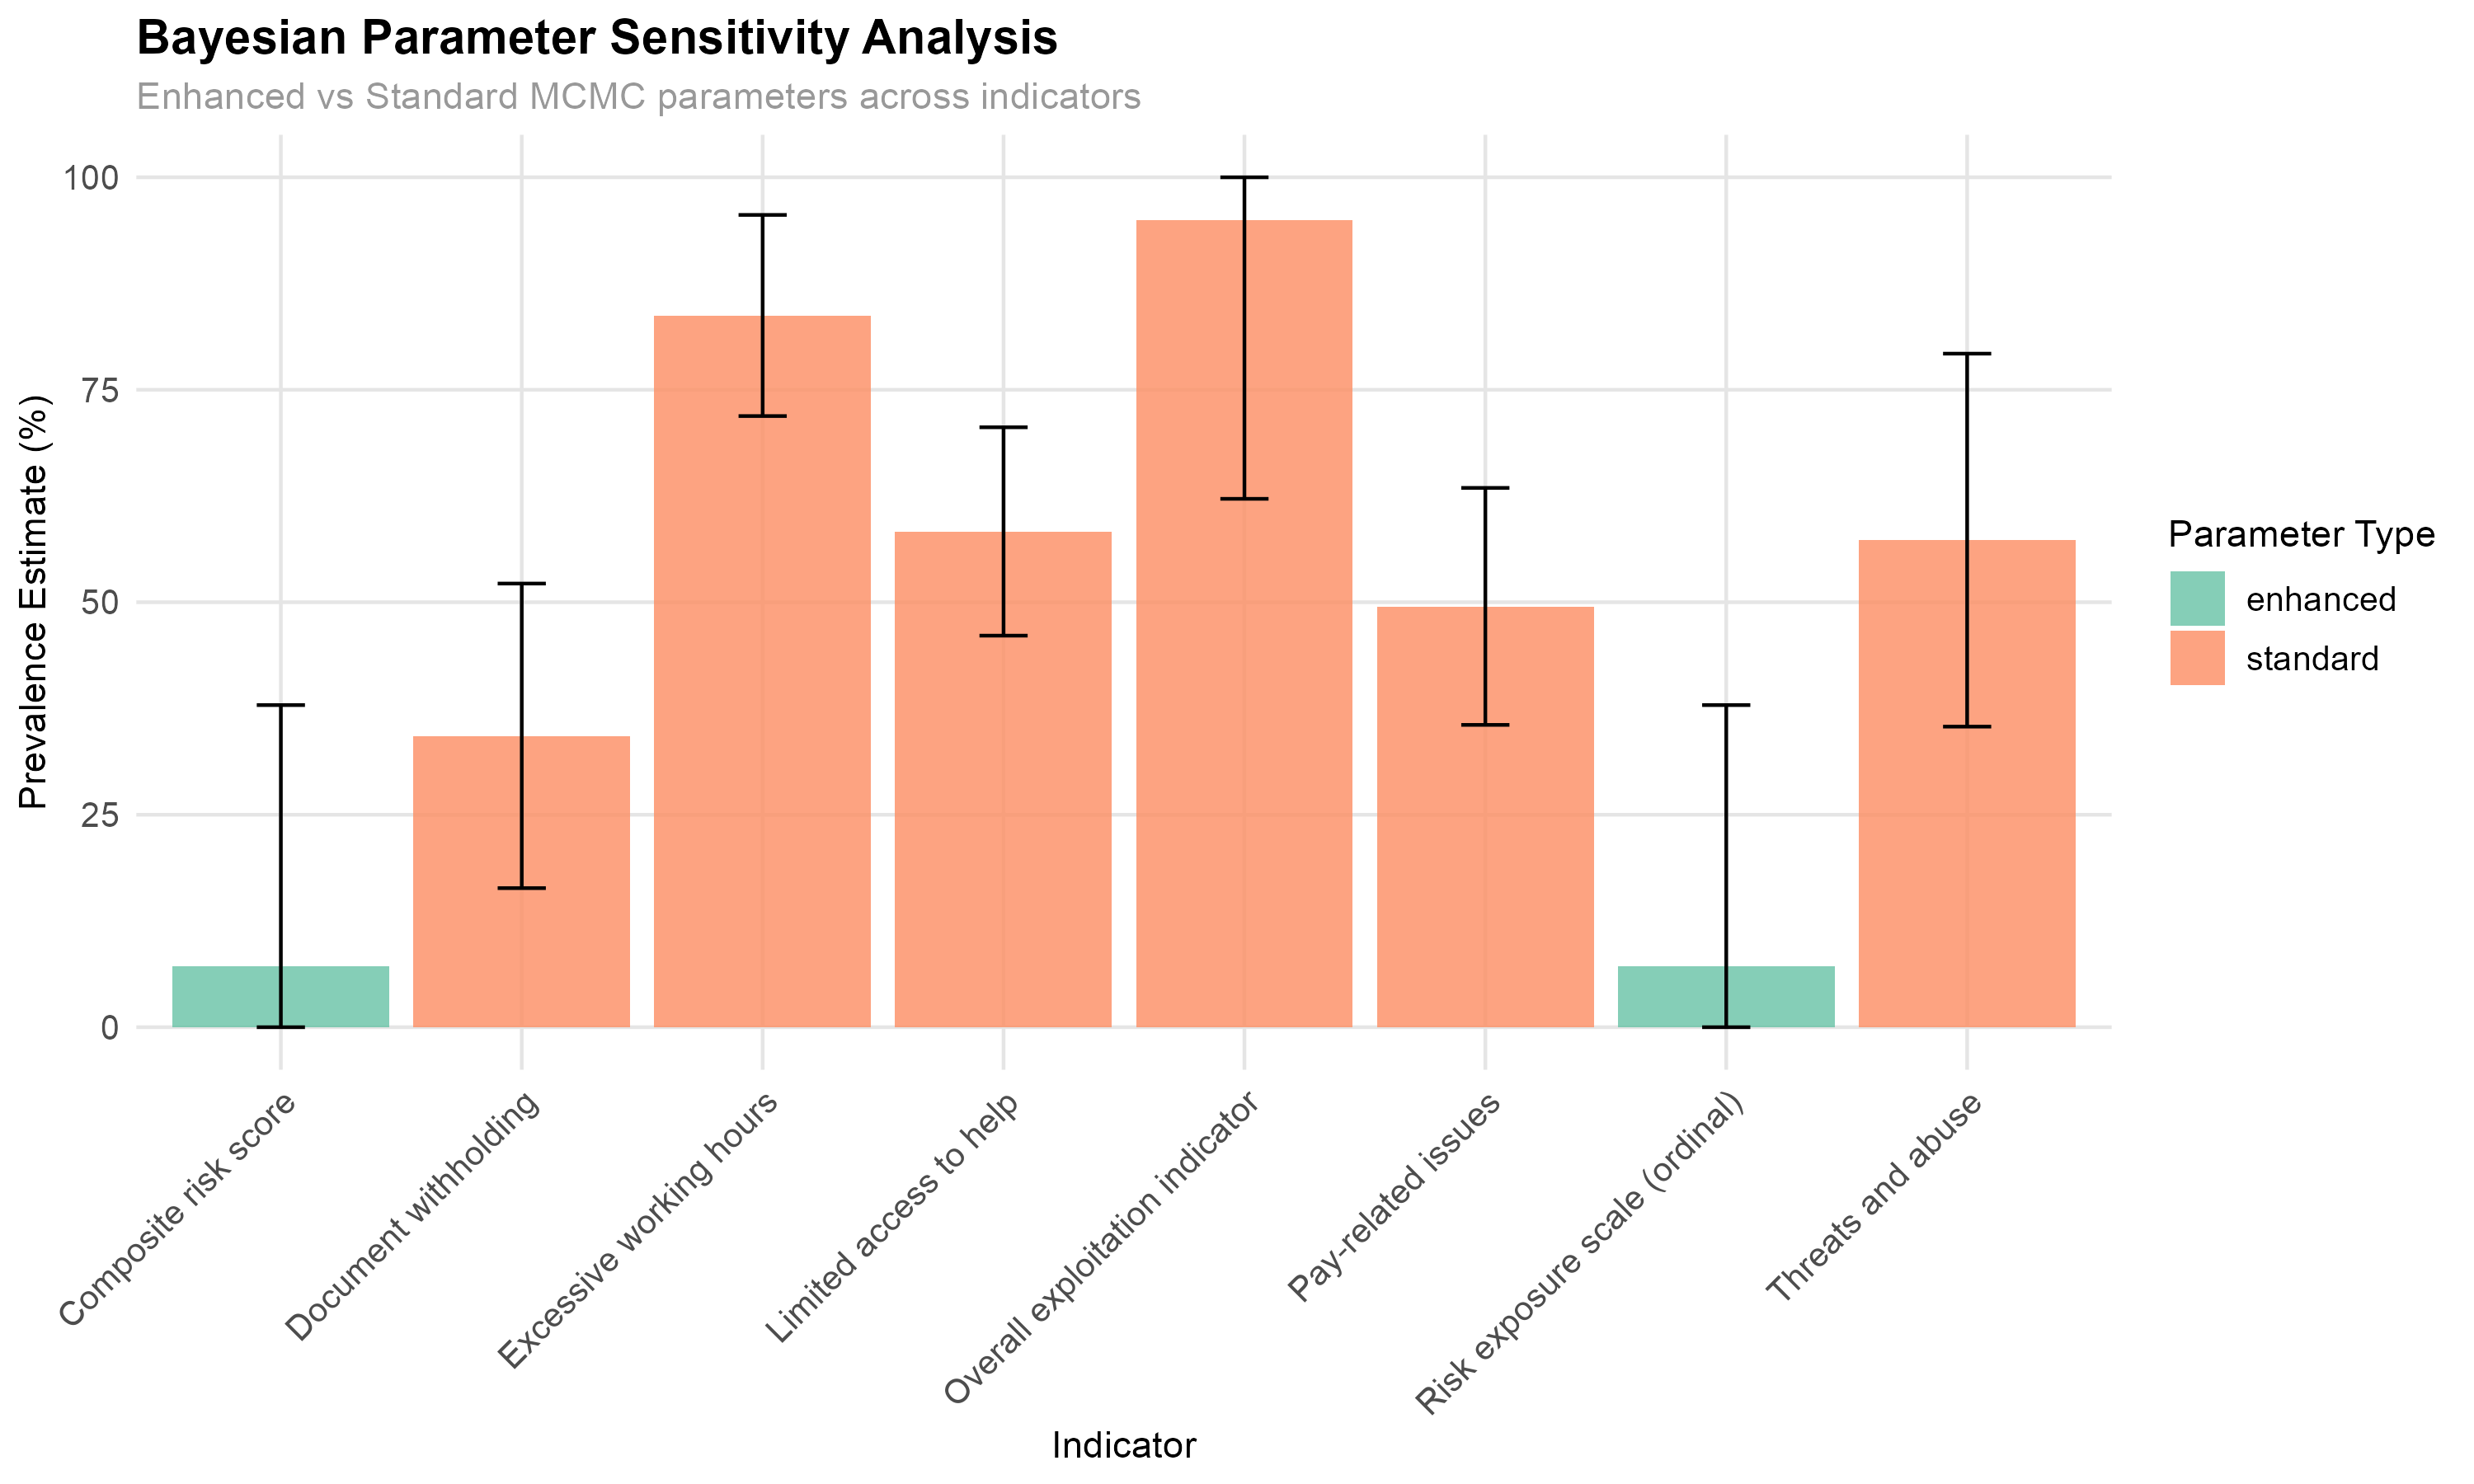 Bayesian Parameter Sensitivity Analysis
Enhanced vs Standard MCMC parameters across indicators
Prevalence Estimate (%)
100
75
50
25
0
Composite risk score
Document withholding
Excessive working hours
Limited access to help
Overall exploitation indicator
Pay-related issues
Risk exposure scale (ordinal)
Threats and abuse
Indicator
Parameter Type
enhanced
standard